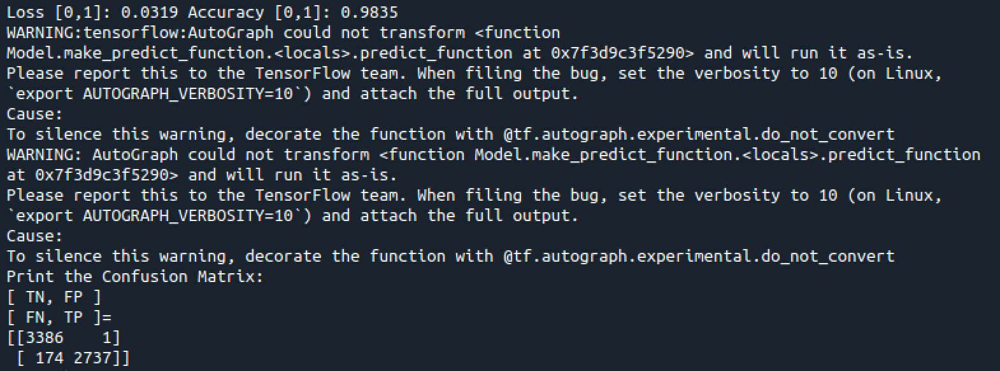 Loss [0,1]: 0.0319 Accuracy [0,1]: 0.9835
WARNING:tensorflow:AutoGraph could not transform <function
Model.make_predict_function.<locals>.predict_function at 0x7f3d9c3f5290> and will run it as-is.
Please report this to the TensorFlow team. When filing the bug, set the verbosity to 10 (on Linux,
`export AUTOGRAPH_VERBOSITY=10`) and attach the full output.
Cause:
To silence this warning, decorate the function with @tf.autograph.experimental.do_not_convert
WARNING: AutoGraph could not transform <function Model.make_predict_function.<locals>.predict_function
at 0x7f3d9c3f5290> and will run it as-is.
Please report this to the TensorFlow team. When filing the bug, set the verbosity to 10 (on Linux,
`export AUTOGRAPH_VERBOSITY=10`) and attach the full output.
Cause:
To silence this warning, decorate the function with @tf.autograph.experimental.do_not_convert
Print the Confusion Matrix:
[ TN, FP ]
[ FN, TP ]=
[[3386    1]
 [ 174 2737]]